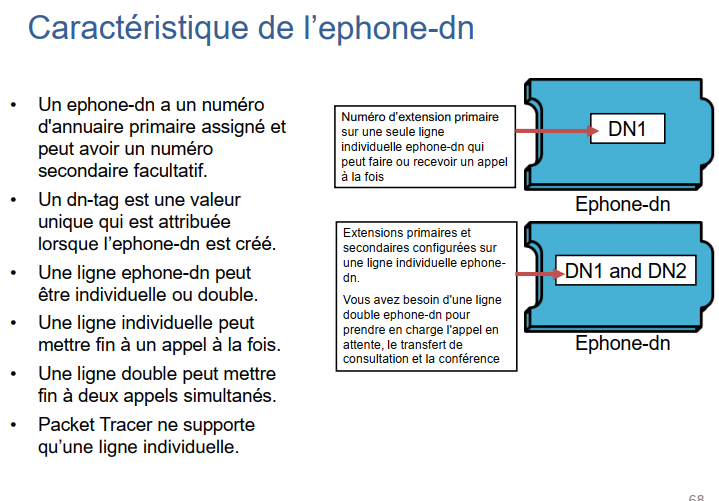 Caractéristique de l’ephone-dn
• Un ephone-dn a un numéro
d'annuaire primaire assigné et
peut avoir un numéro
secondaire facultatif.
• Un dn-tag est une valeur
unique qui est attribuée
lorsque l’ephone-dn est créé.
• Une ligne ephone-dn peut
être individuelle ou double.
• Une ligne individuelle peut
mettre fin à un appel à la fois.
• Une ligne double peut mettre
fin à deux appels simultanés.
• Packet Tracer ne supporte
qu’une ligne individuelle.
Numéro d’extension primaire
sur une seule ligne
individuelle ephone-dn qui
peut faire ou recevoir un appel
à la fois
DN1
Ephone-dn
Extensions primaires et
secondaires configurées sur
une ligne individuelle ephone-
dn.
Vous avez besoin d'une ligne
double ephone-dn pour
prendre en charge l'appel en
attente, le transfert de
consultation et la conférence
DN1 and DN2
Ephone-dn
68